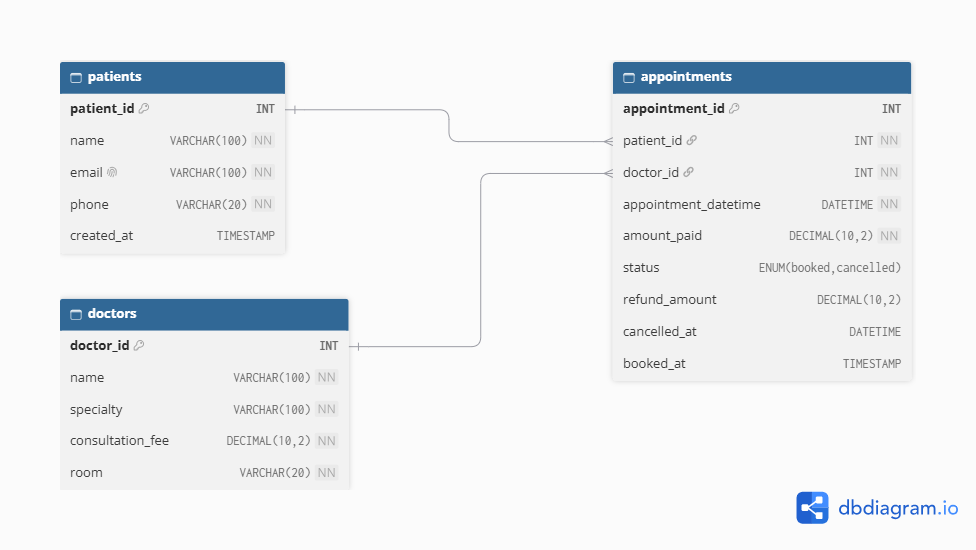 patients
patient_id INT
name VARCHAR(100) NN
email VARCHAR(100) NN
phone VARCHAR(20) NN
created_at TIMESTAMP
doctors
doctor_id INT
name VARCHAR(100) NN
specialty VARCHAR(100) NN
consultation_fee DECIMAL(10,2) NN
room VARCHAR(20) NN
appointments
appointment_id INT
patient_id INT NN
doctor_id INT NN
appointment_datetime DATETIME NN
amount_paid DECIMAL(10,2) NN
status ENUM(booked,cancelled)
refund_amount DECIMAL(10,2)
cancelled_at DATETIME
booked_at TIMESTAMP
dbdiagram.io